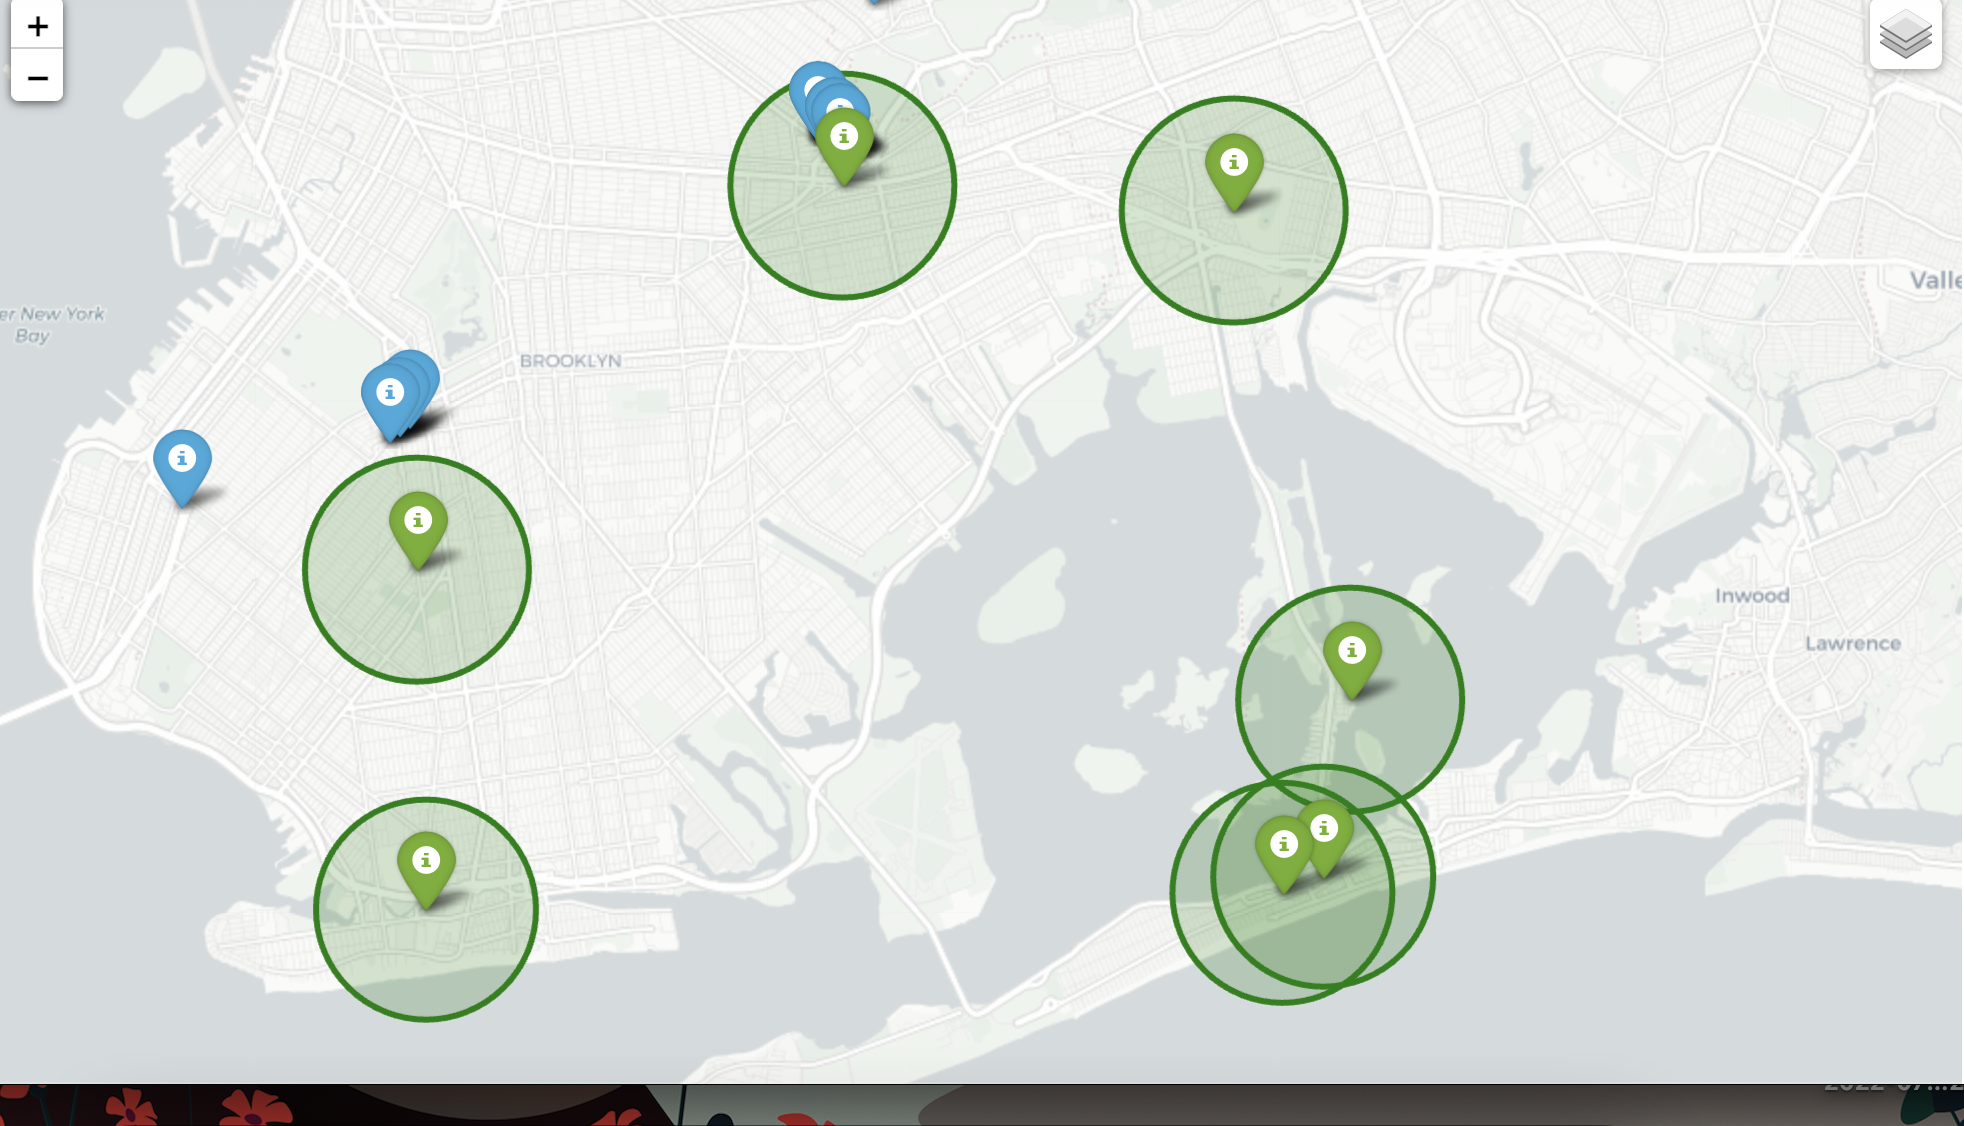 +
−
er New York
Bay
BROOKLYN
Valle
Inwood
Lawrence
i
i
i
i
i
i
i
i
i
i